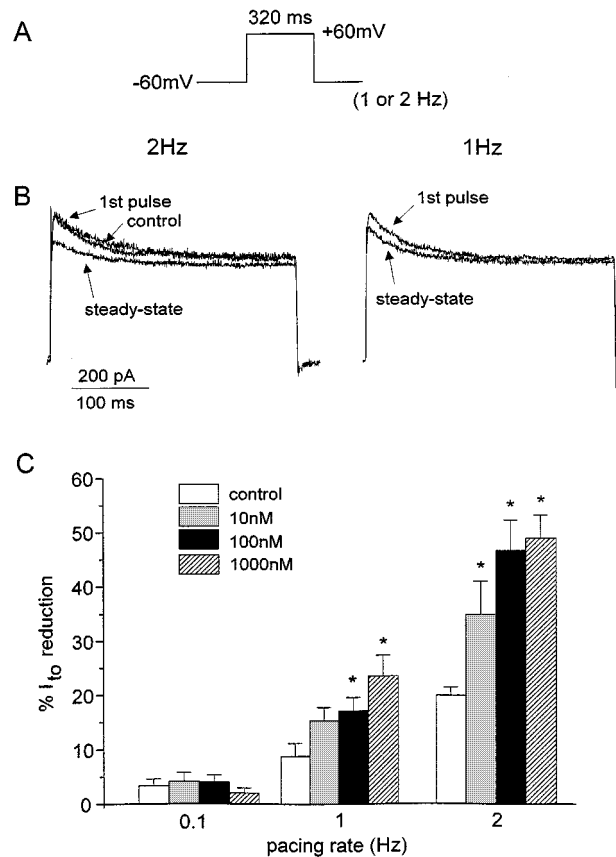 A
320 ms
+60mV
-60mV
(1 or 2 Hz)
2Hz
1Hz
B
1st pulse
control
steady-state
1st pulse
steady-state
200 pA
100 ms
C
control
10nM
100nM
1000nM
% Ito reduction
60
50
40
30
20
10
0
* * * * *
0.1
1
2
pacing rate (Hz)